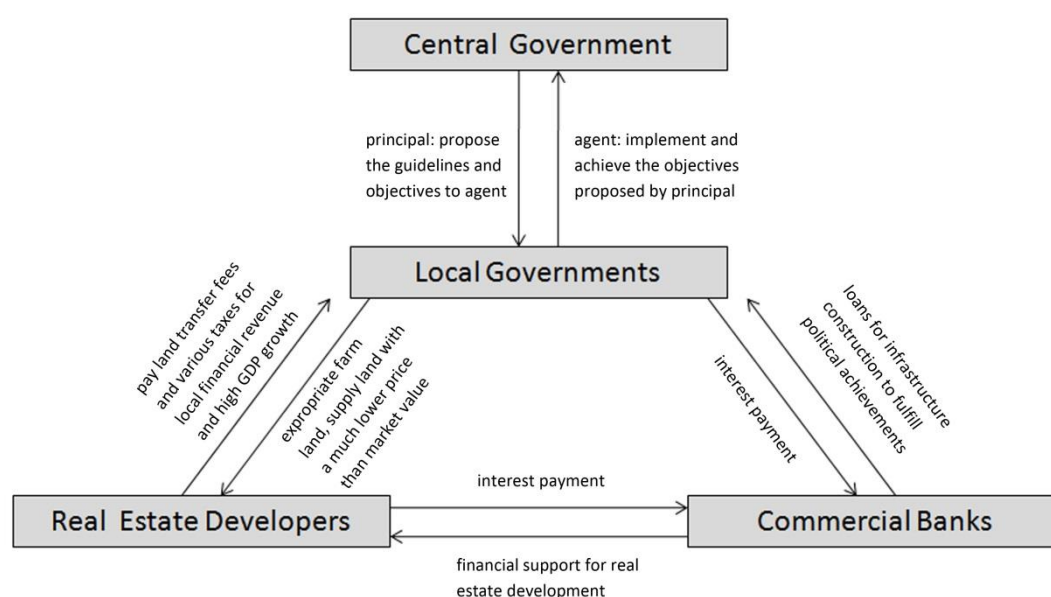 Central Government
principal: propose
the guidelines and
objectives to agent
agent: implement and
achieve the objectives
proposed by principal
Local Governments
pay land transfer fees
and various taxes for
local financial revenue
and high GDP growth
expropriate farm
land, supply land with
a much lower price
than market value
interest payment
loans for infrastructure
construction to fulfill
political achievements
Real Estate Developers
interest payment
financial support for real
estate development
Commercial Banks